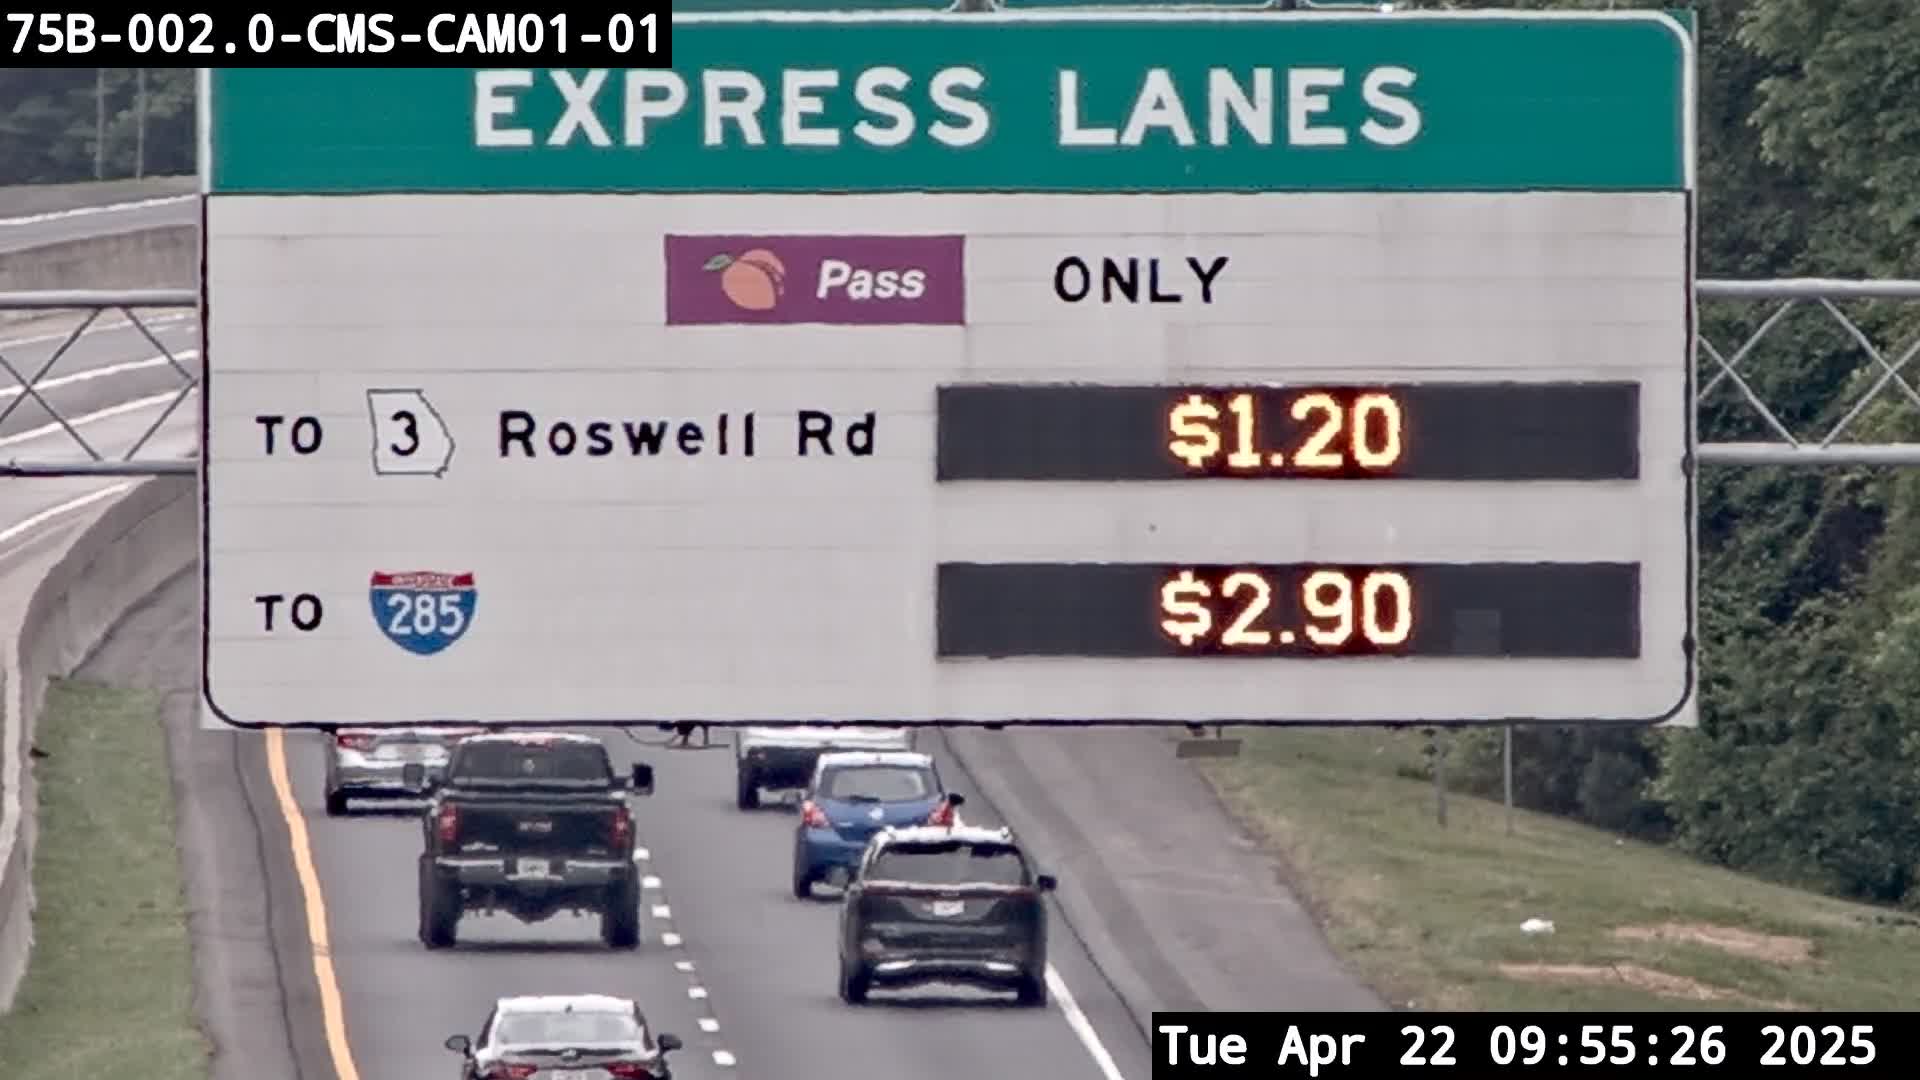 75B-002.0-CMS-CAM01-01
EXPRESS LANES
Pass ONLY
TO 3 Roswell Rd $1.20
INTERSTATE
TO 285 $2.90
Tue Apr 22 09:55:26 2025